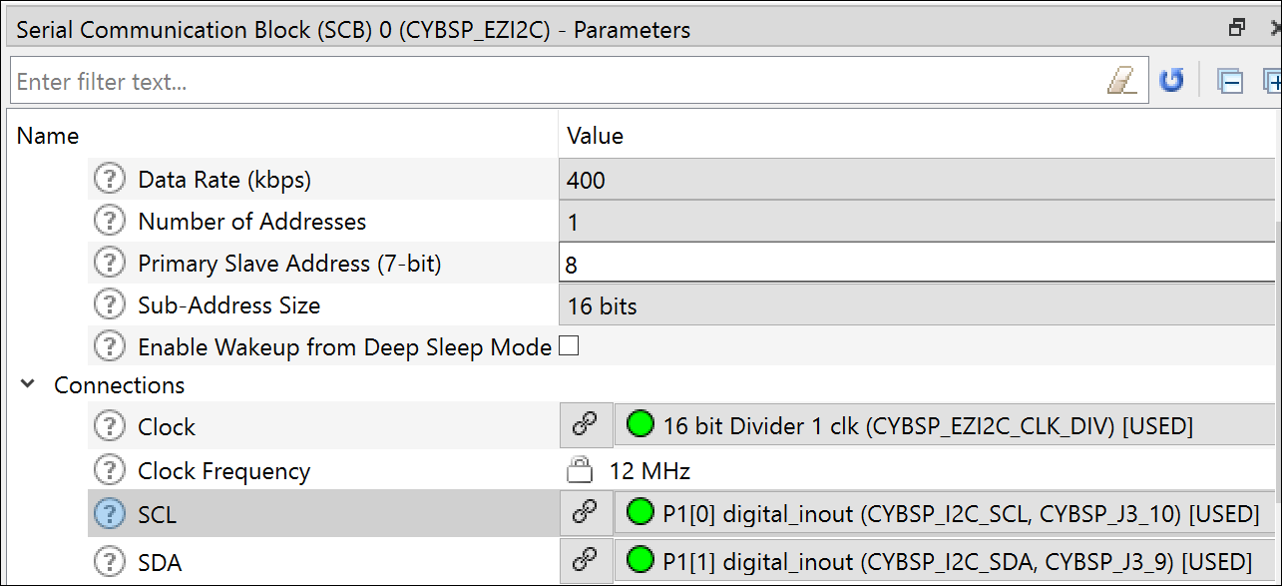 Serial Communication Block (SCB) 0 (CYBSP_EZI2C) - Parameters
Enter filter text...
Name Value
? Data Rate (kbps) 400
? Number of Addresses 1
? Primary Slave Address (7-bit) 8
? Sub-Address Size 16 bits
? Enable Wakeup from Deep Sleep Mode
Connections
? Clock 16 bit Divider 1 clk (CYBSP_EZI2C_CLK_DIV) [USED]
? Clock Frequency 12 MHz
? SCL P1[0] digital_inout (CYBSP_I2C_SCL, CYBSP_J3_10) [USED]
? SDA P1[1] digital_inout (CYBSP_I2C_SDA, CYBSP_J3_9) [USED]